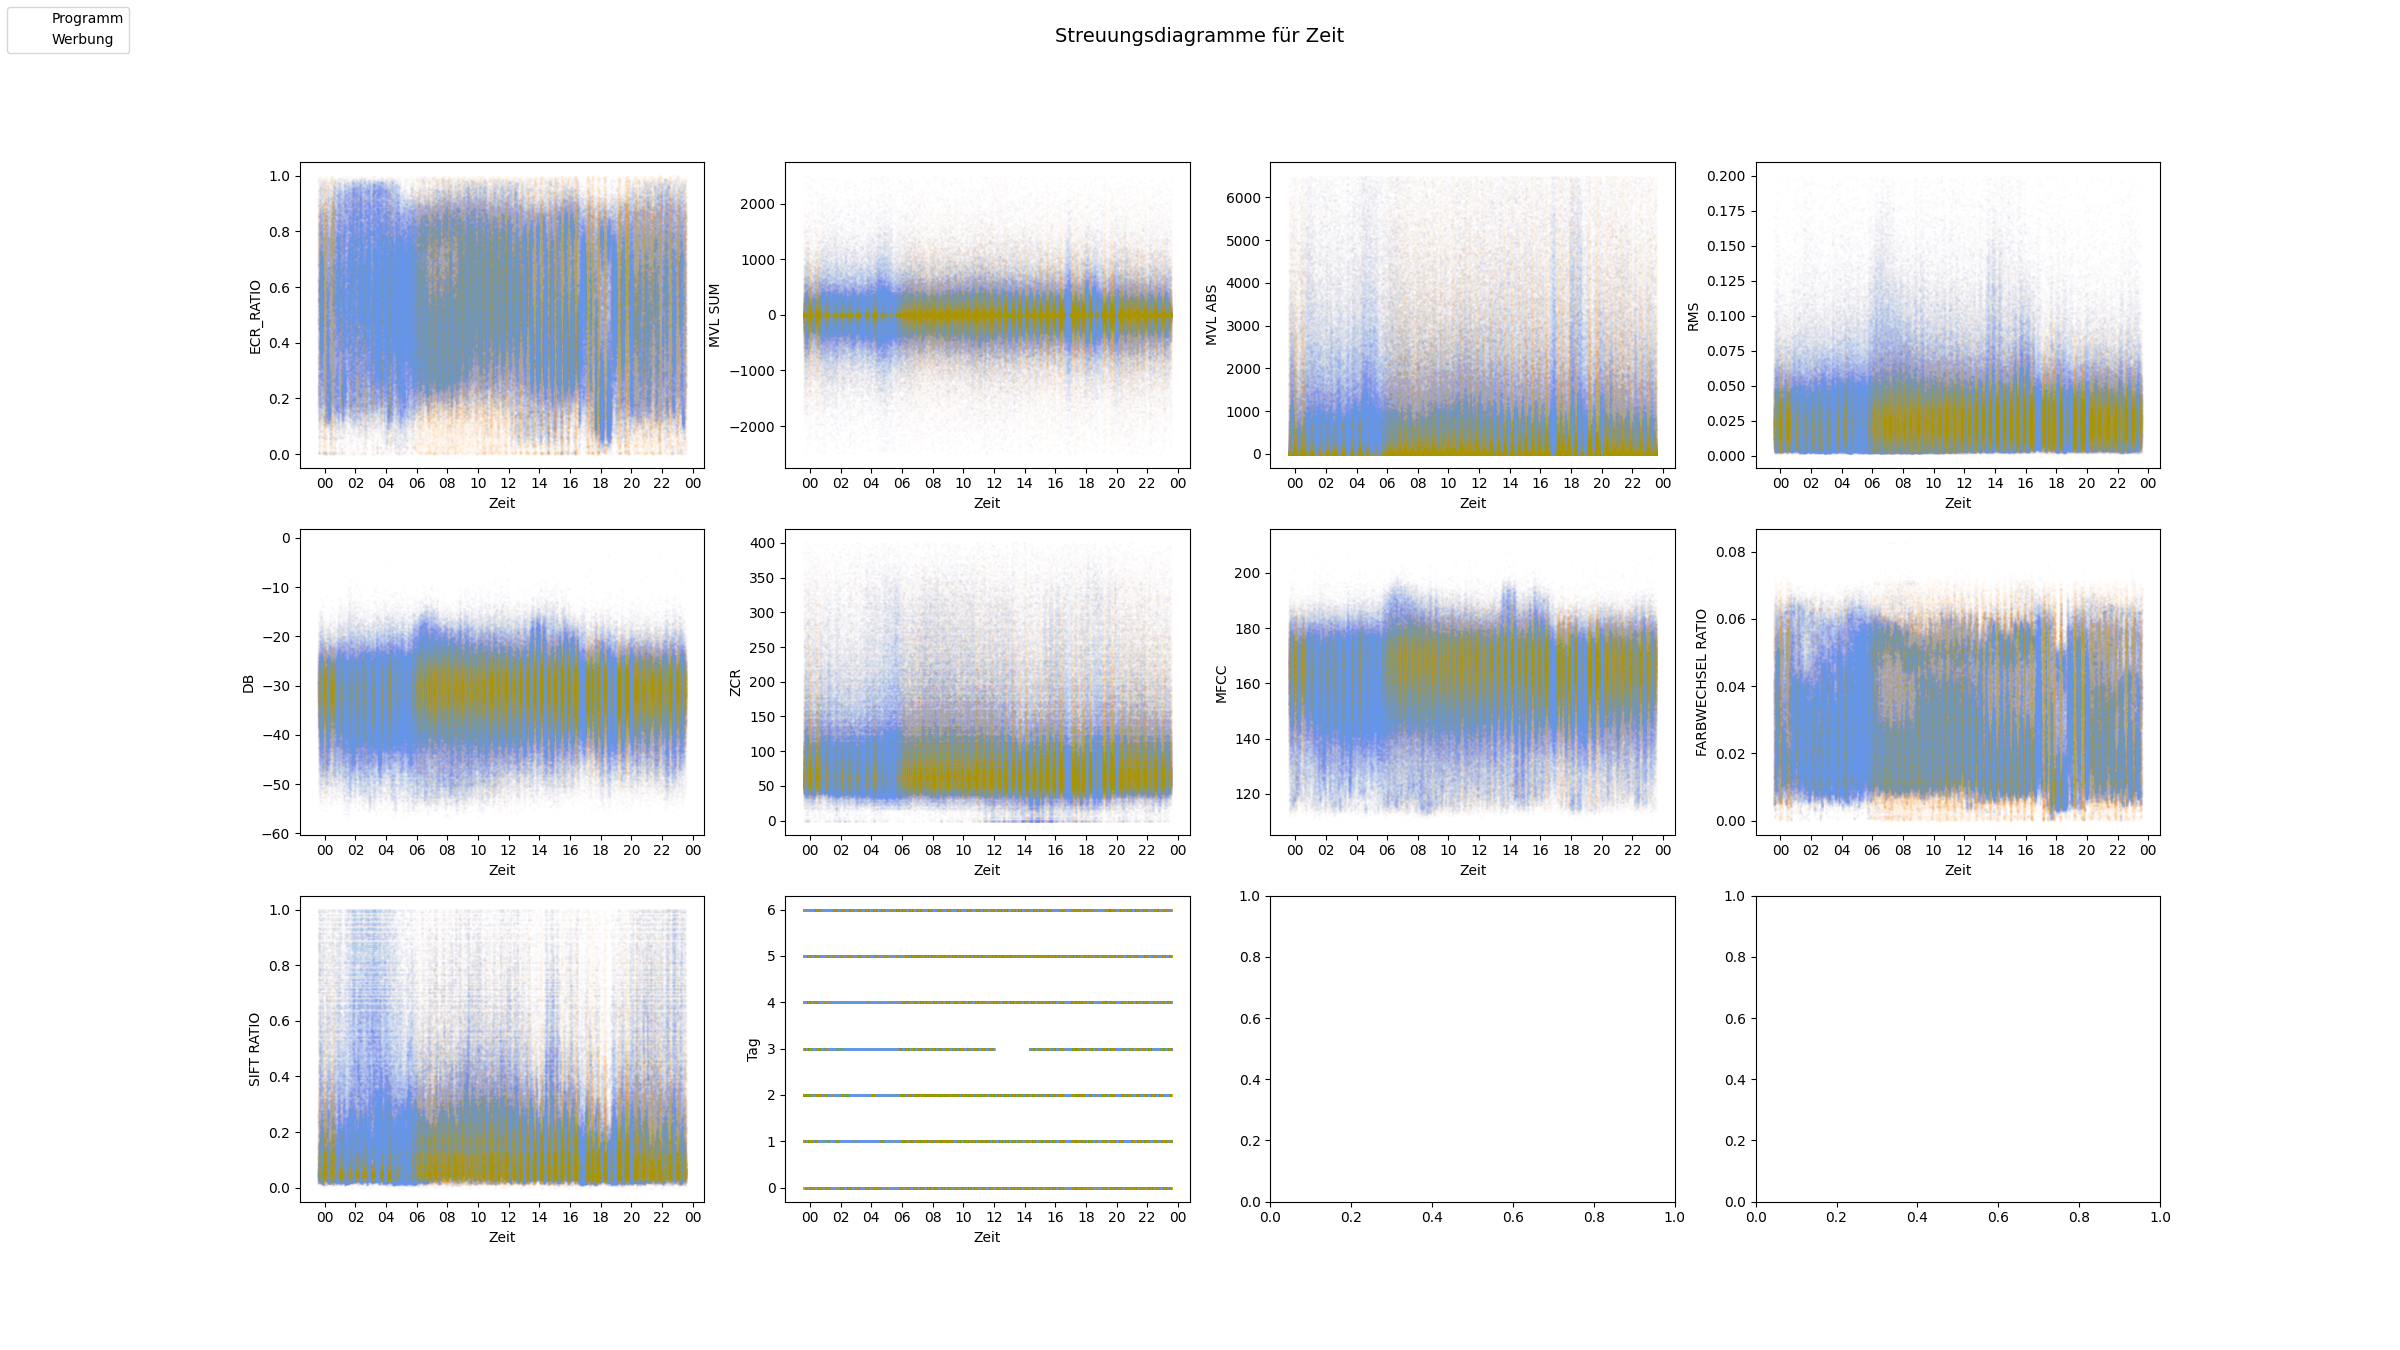 Programm
Werbung
Streuungsdiagramme für Zeit
1.0
0.8
0.6
0.4
0.2
0.0
ECR_RATIO
00 02 04 06 08 10 12 14 16 18 20 22 00
Zeit
2000
1000
0
−1000
−2000
MVL SUM
00 02 04 06 08 10 12 14 16 18 20 22 00
Zeit
6000
5000
4000
3000
2000
1000
0
MVL ABS
00 02 04 06 08 10 12 14 16 18 20 22 00
Zeit
0.200
0.175
0.150
0.125
0.100
0.075
0.050
0.025
0.000
RMS
00 02 04 06 08 10 12 14 16 18 20 22 00
Zeit
0
−10
−20
−30
−40
−50
−60
DB
00 02 04 06 08 10 12 14 16 18 20 22 00
Zeit
400
350
300
250
200
150
100
50
0
ZCR
00 02 04 06 08 10 12 14 16 18 20 22 00
Zeit
200
180
160
140
120
MFCC
00 02 04 06 08 10 12 14 16 18 20 22 00
Zeit
0.08
0.06
0.04
0.02
0.00
FARBWECHSEL RATIO
00 02 04 06 08 10 12 14 16 18 20 22 00
Zeit
1.0
0.8
0.6
0.4
0.2
0.0
SIFT RATIO
00 02 04 06 08 10 12 14 16 18 20 22 00
Zeit
6
5
4
3
2
1
0
Tag
00 02 04 06 08 10 12 14 16 18 20 22 00
Zeit
1.0
0.8
0.6
0.4
0.2
0.0
0.0 0.2 0.4 0.6 0.8 1.0
1.0
0.8
0.6
0.4
0.2
0.0
0.0 0.2 0.4 0.6 0.8 1.0